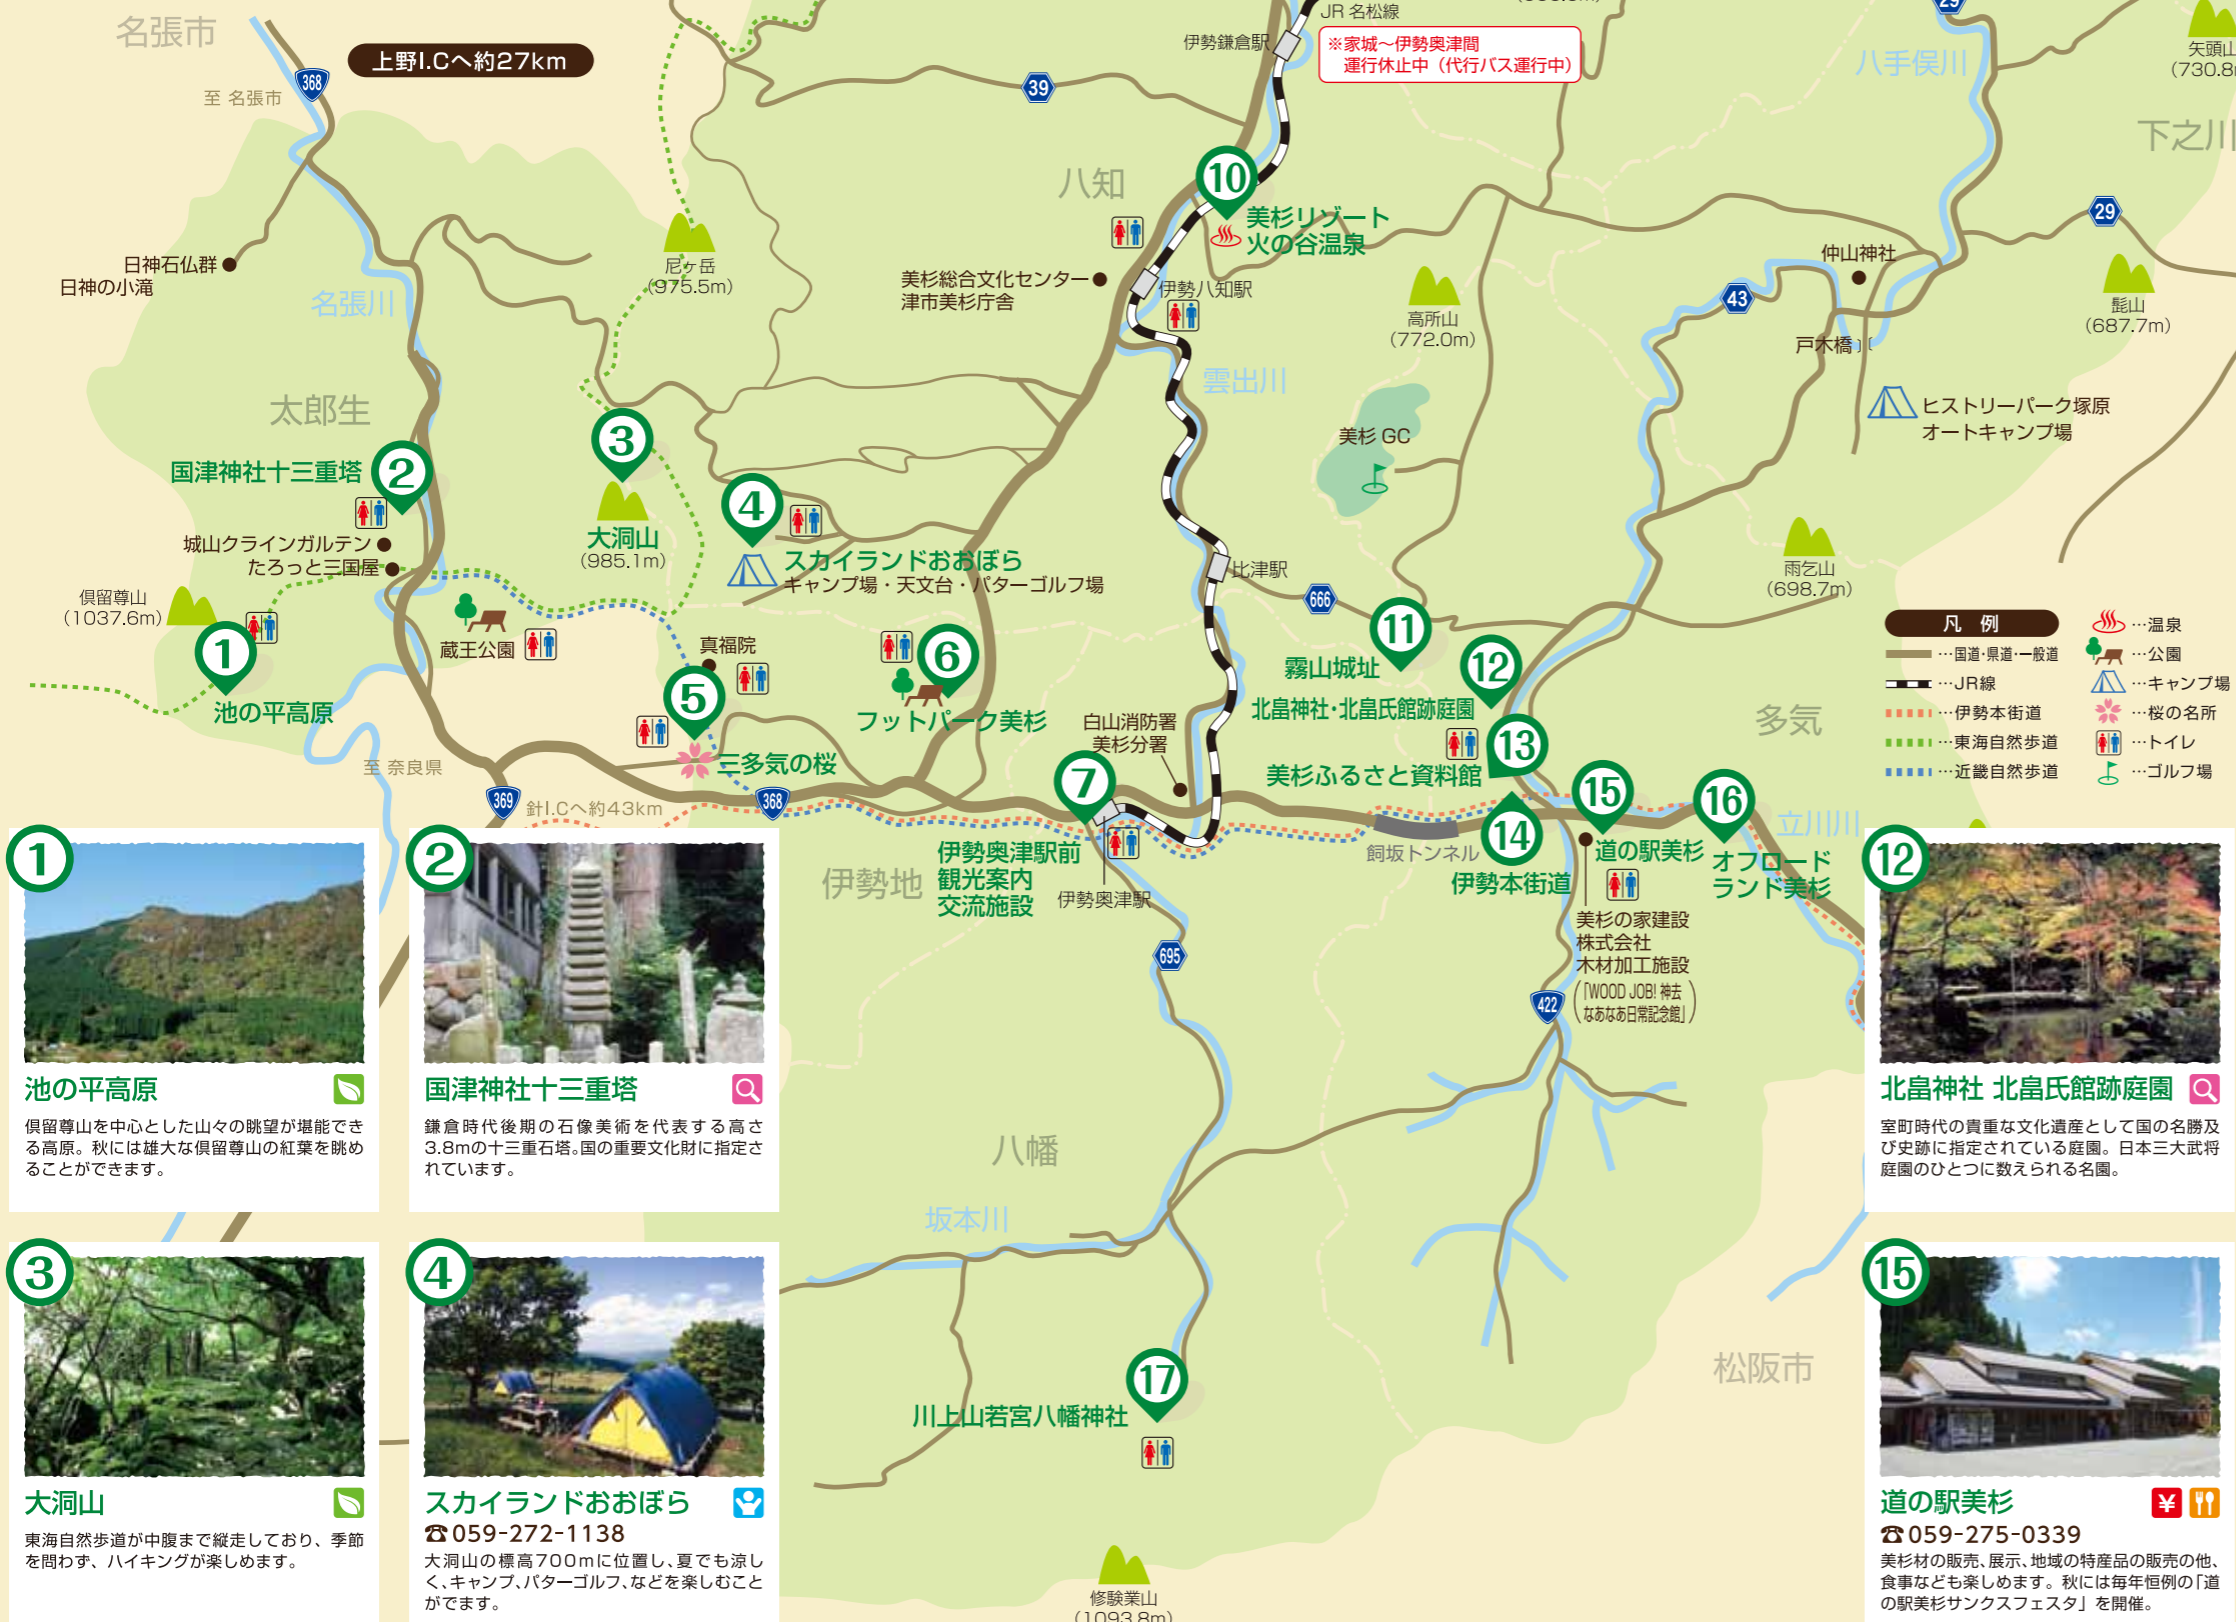 名張市
上野I.Cへ約27km
368
至 名張市
JR 名松線
伊勢鎌倉駅
※家城～伊勢奥津間
運行休止中（代行バス運行中）
39
29
八手俣川
矢頭山
下之川
八知
10
美杉リゾート
火の谷温泉
日神石仏群
日神の小滝
名張川
尼ヶ岳
(975.5m)
美杉総合文化センター
津市美杉庁舎
伊勢八知駅
高所山
(772.0m)
仲山神社
43
29
髭山
(687.7m)
戸木橋
雲出川
太郎生
美杉 GC
ヒストリーパーク塚原
オートキャンプ場
国津神社十三重塔
2
3
大洞山
(985.1m)
4
スカイランドおおぼら
キャンプ場・天文台・パターゴルフ場
城山クラインガルテン
たろっと三国屋
比津駅
666
雨乞山
(698.7m)
倶留尊山
(1037.6m)
1
池の平高原
蔵王公園
真福院
5
三多気の桜
6
フットパーク美杉
11
霧山城址
12
北畠神社・北畠氏館跡庭園
13
美杉ふるさと資料館
多気
凡 例
…国道・県道・一般道
…JR線
…伊勢本街道
…東海自然歩道
…近畿自然歩道
…温泉
…公園
…キャンプ場
…桜の名所
…トイレ
…ゴルフ場
至 奈良県
369
針I.Cへ約43km
368
白山消防署
美杉分署
7
伊勢奥津駅前
観光案内
交流施設
伊勢奥津駅
伊勢地
飼坂トンネル
14
伊勢本街道
15
道の駅美杉
16
オフロード
ランド美杉
立川川
美杉の家建設
株式会社
木材加工施設
(「WOOD JOB! 神去
なあなあ日常記念館」)
695
422
八幡
坂本川
17
川上山若宮八幡神社
松阪市
修験業山
(1093.8m)
1
池の平高原
倶留尊山を中心とした山々の眺望が堪能でき
る高原。秋には雄大な倶留尊山の紅葉を眺め
ることができます。
2
国津神社十三重塔
鎌倉時代後期の石像美術を代表する高さ
3.8mの十三重石塔。国の重要文化財に指定さ
れています。
12
北畠神社 北畠氏館跡庭園
室町時代の貴重な文化遺産として国の名勝及
び史跡に指定されている庭園。日本三大武将
庭園のひとつに数えられる名園。
3
大洞山
東海自然歩道が中腹まで縦走しており、季節
を問わず、ハイキングが楽しめます。
4
スカイランドおおぼら
☎059-272-1138
大洞山の標高700mに位置し、夏でも涼し
く、キャンプ、パターゴルフ、などを楽しむこと
がでます。
15
道の駅美杉
¥
☎059-275-0339
美杉材の販売、展示、地域の特産品の販売の他、
食事なども楽しめます。秋には毎年恒例の「道
の駅美杉サンクスフェスタ」を開催。